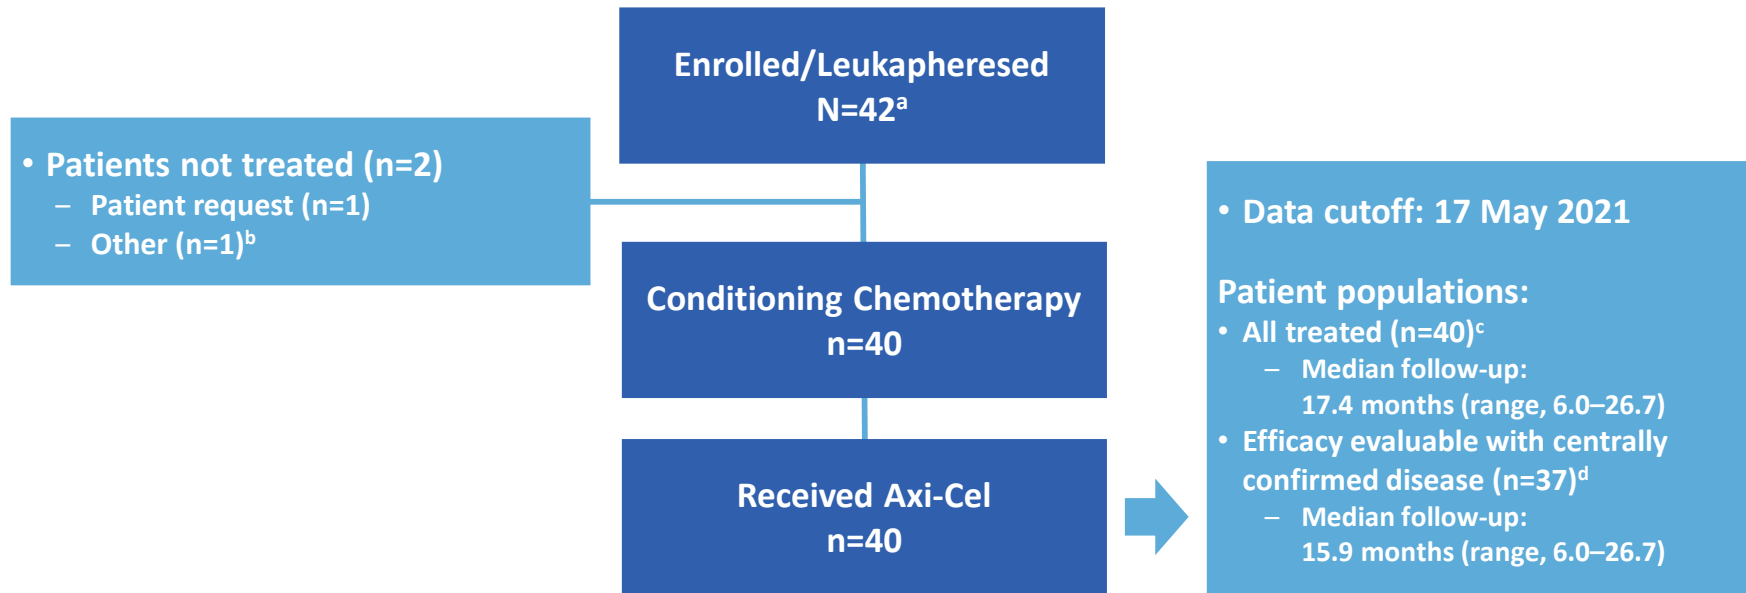 Enrolled/Leukapheresed
N=42ᵃ
• Patients not treated (n=2)
– Patient request (n=1)
– Other (n=1)ᵇ
Conditioning Chemotherapy
n=40
Received Axi-Cel
n=40
• Data cutoff: 17 May 2021
Patient populations:
• All treated (n=40)ᶜ
– Median follow-up:
17.4 months (range, 6.0–26.7)
• Efficacy evaluable with centrally
confirmed disease (n=37)ᵈ
– Median follow-up:
15.9 months (range, 6.0–26.7)